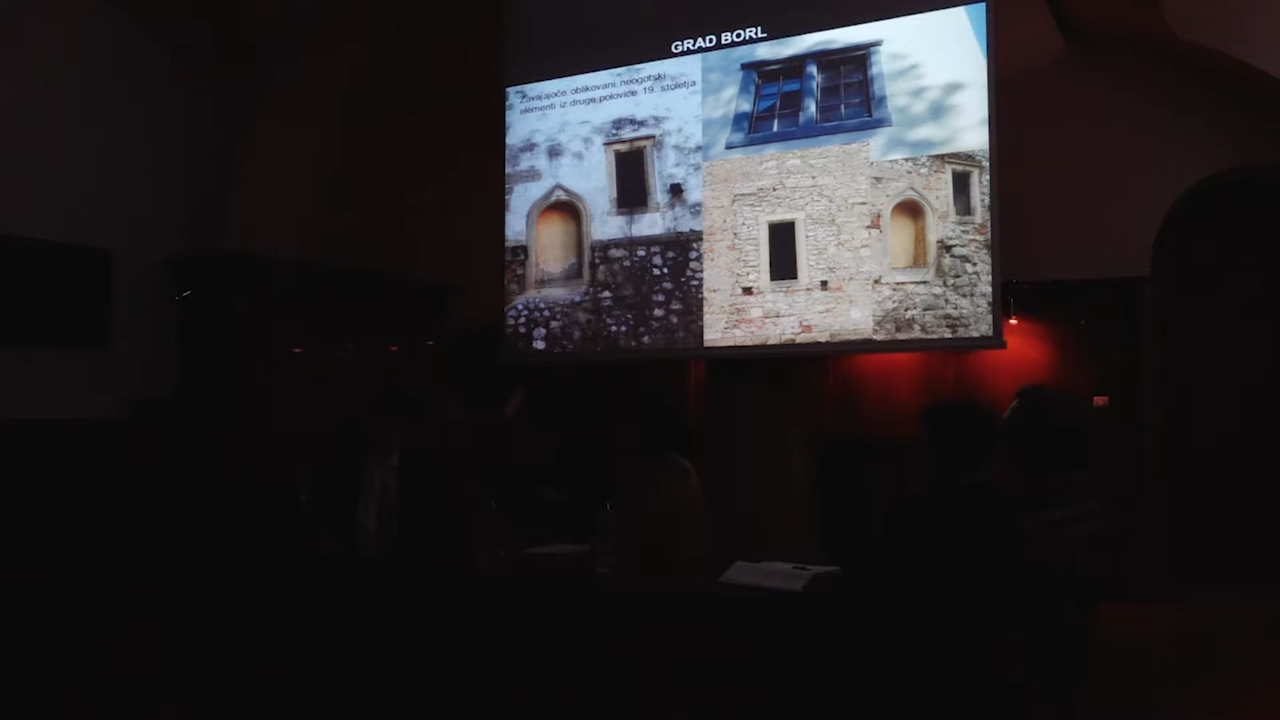 GRAD BORL
Zavajajoče oblikovani neogotski
elementi iz druge polovice 19. stoletja